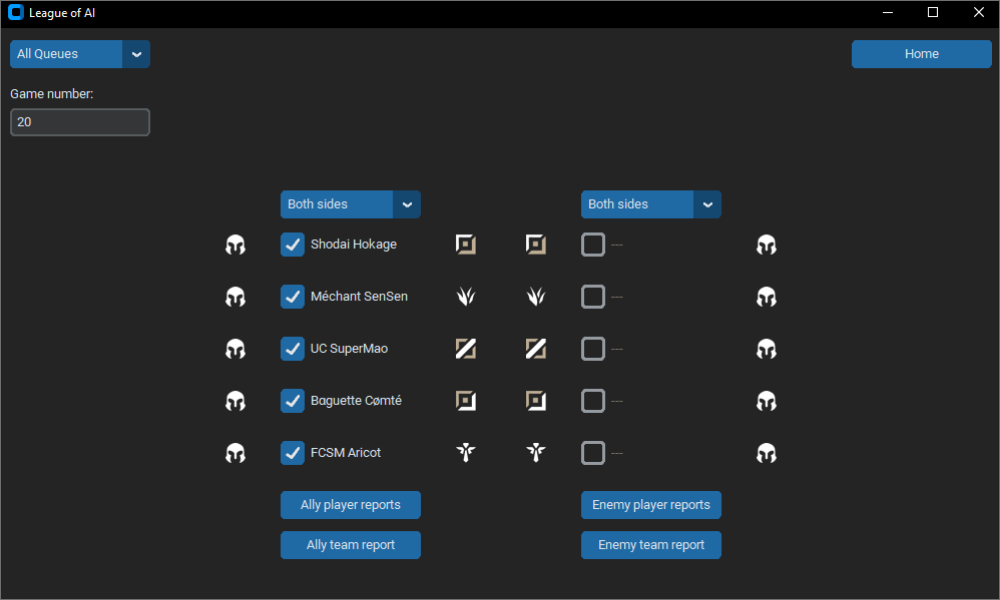 League of AI
All Queues
Home
Game number:
20
Both sides
Both sides
Shodai Hokage
---
Méchant SenSen
---
UC SuperMao
---
Baguette Cømté
---
FCSM Aricot
---
Ally player reports
Enemy player reports
Ally team report
Enemy team report